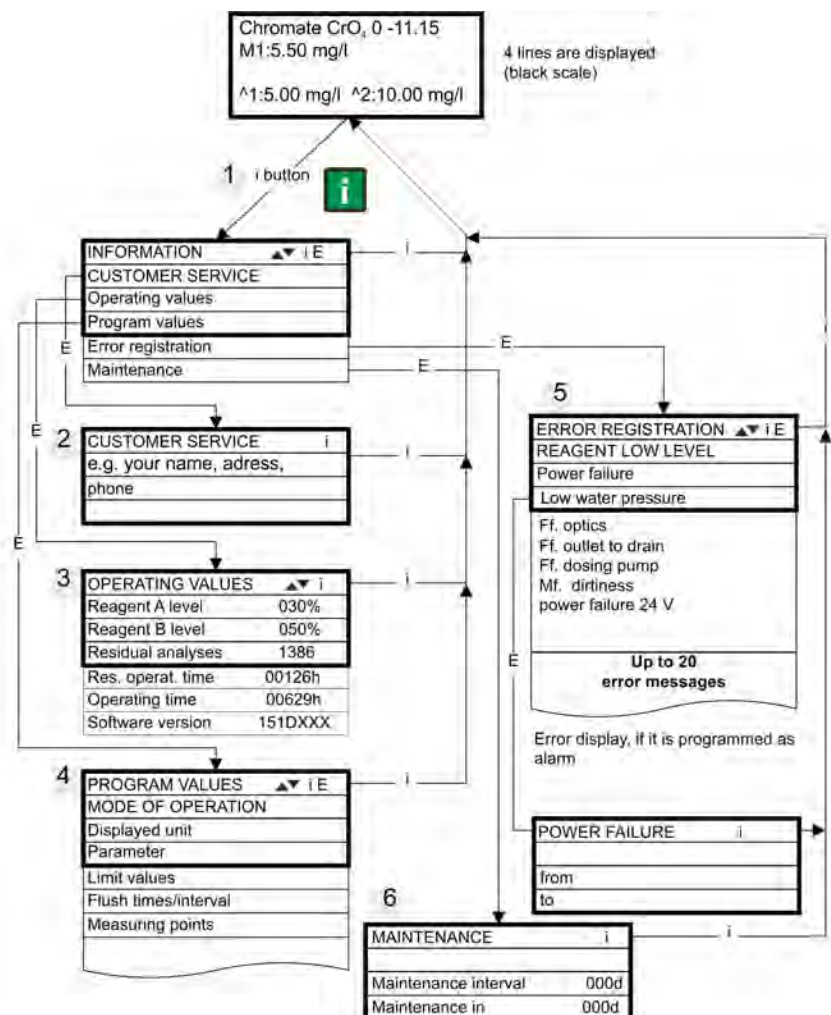 Chromate CrO₄ 0 -11.15
M1:5.50 mg/l
^1:5.00 mg/l ^2:10.00 mg/l
4 lines are displayed
(black scale)
1 i button
i
INFORMATION ▲▼ i E
CUSTOMER SERVICE
Operating values
Program values
Error registration
Maintenance
i
E
E
E
E
E
i
2
CUSTOMER SERVICE i
e.g. your name, adress,
phone
i
3
OPERATING VALUES ▲▼ i
Reagent A level 030%
Reagent B level 050%
Residual analyses 1386
Res. operat. time 00126h
Operating time 00629h
Software version 151DXXX
i
4
PROGRAM VALUES ▲▼ i E
MODE OF OPERATION
Displayed unit
Parameter
Limit values
Flush times/interval
Measuring points
i
5
ERROR REGISTRATION ▲▼ i E
REAGENT LOW LEVEL
Power failure
Low water pressure
Ff. optics
Ff. outlet to drain
Ff. dosing pump
Mf. dirtiness
power failure 24 V
E
Up to 20
error messages
Error display, if it is programmed as
alarm
POWER FAILURE i
from
to
6
MAINTENANCE i
Maintenance interval 000d
Maintenance in 000d
i